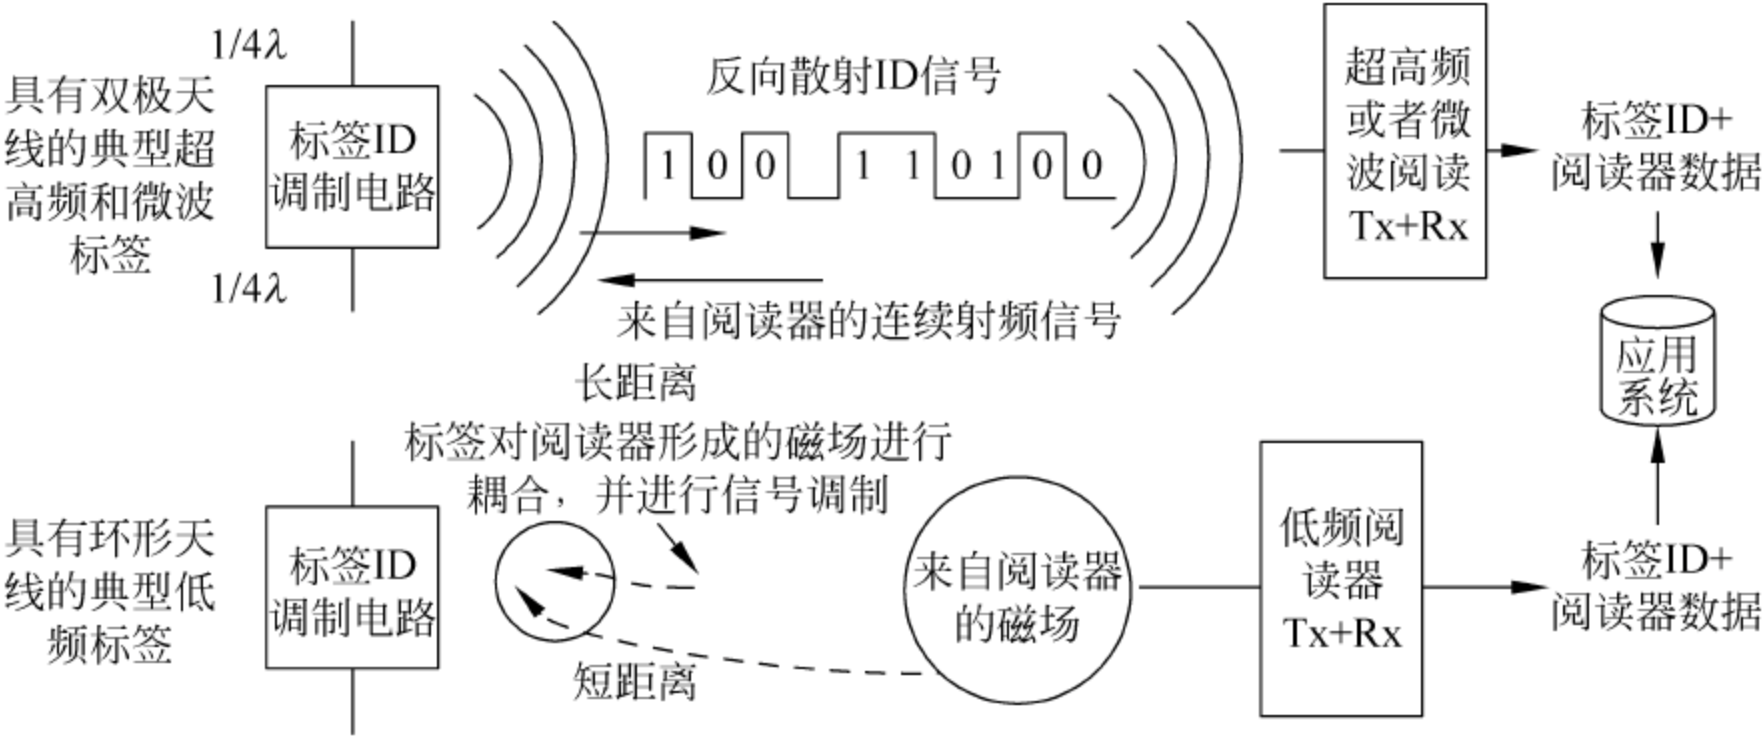 1/4λ
具有双极天
线的典型超
高频和微波
标签
1/4λ
标签ID
调制电路
反向散射ID信号
1 0 0 1 1 0 1 0 0
来自阅读器的连续射频信号
长距离
超高频
或者微
波阅读
Tx+Rx
标签ID+
阅读器数据
应用
系统
具有环形天
线的典型低
频标签
标签ID
调制电路
标签对阅读器形成的磁场进行
耦合，并进行信号调制
短距离
来自阅读器
的磁场
低频阅
读器
Tx+Rx
标签ID+
阅读器数据